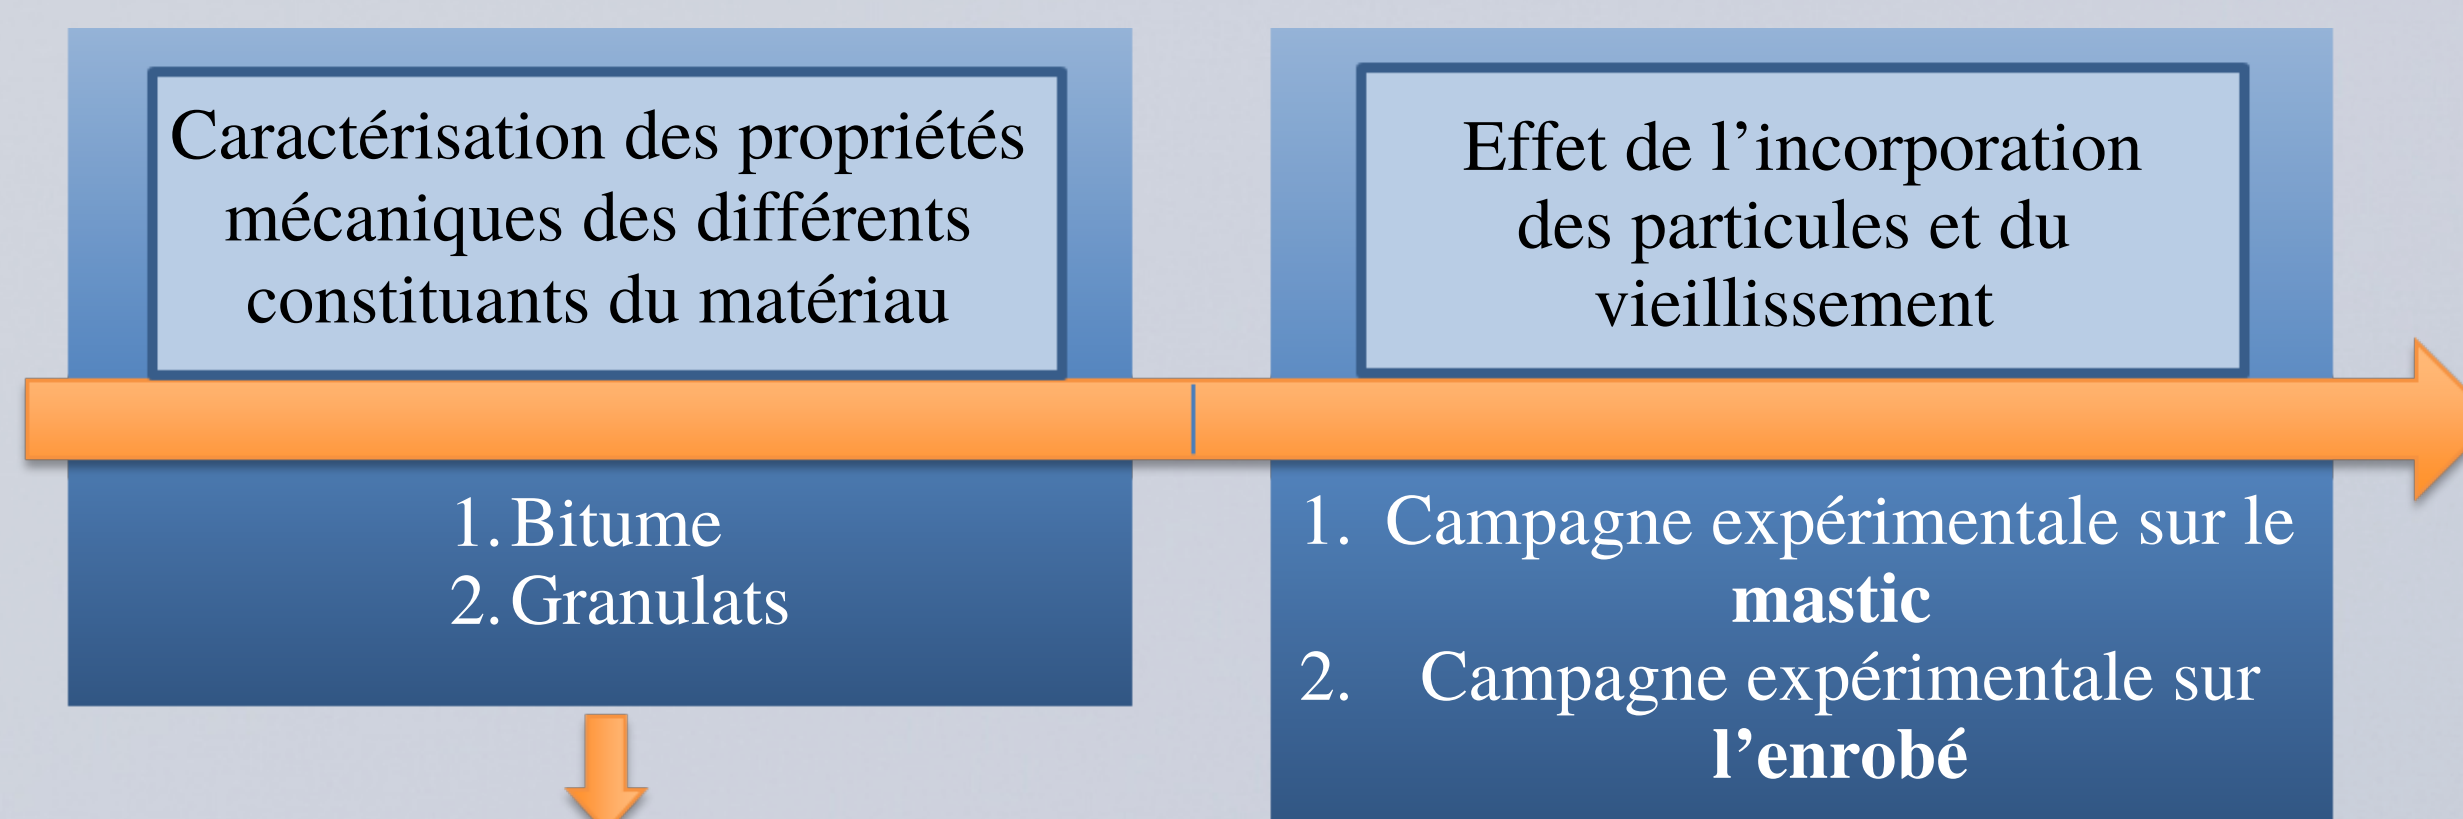 Caractérisation des propriétés
mécaniques des différents
constituants du matériau
1. Bitume
2. Granulats
Effet de l’incorporation
des particules et du
vieillissement
1. Campagne expérimentale sur le
mastic
2. Campagne expérimentale sur
l’enrobé